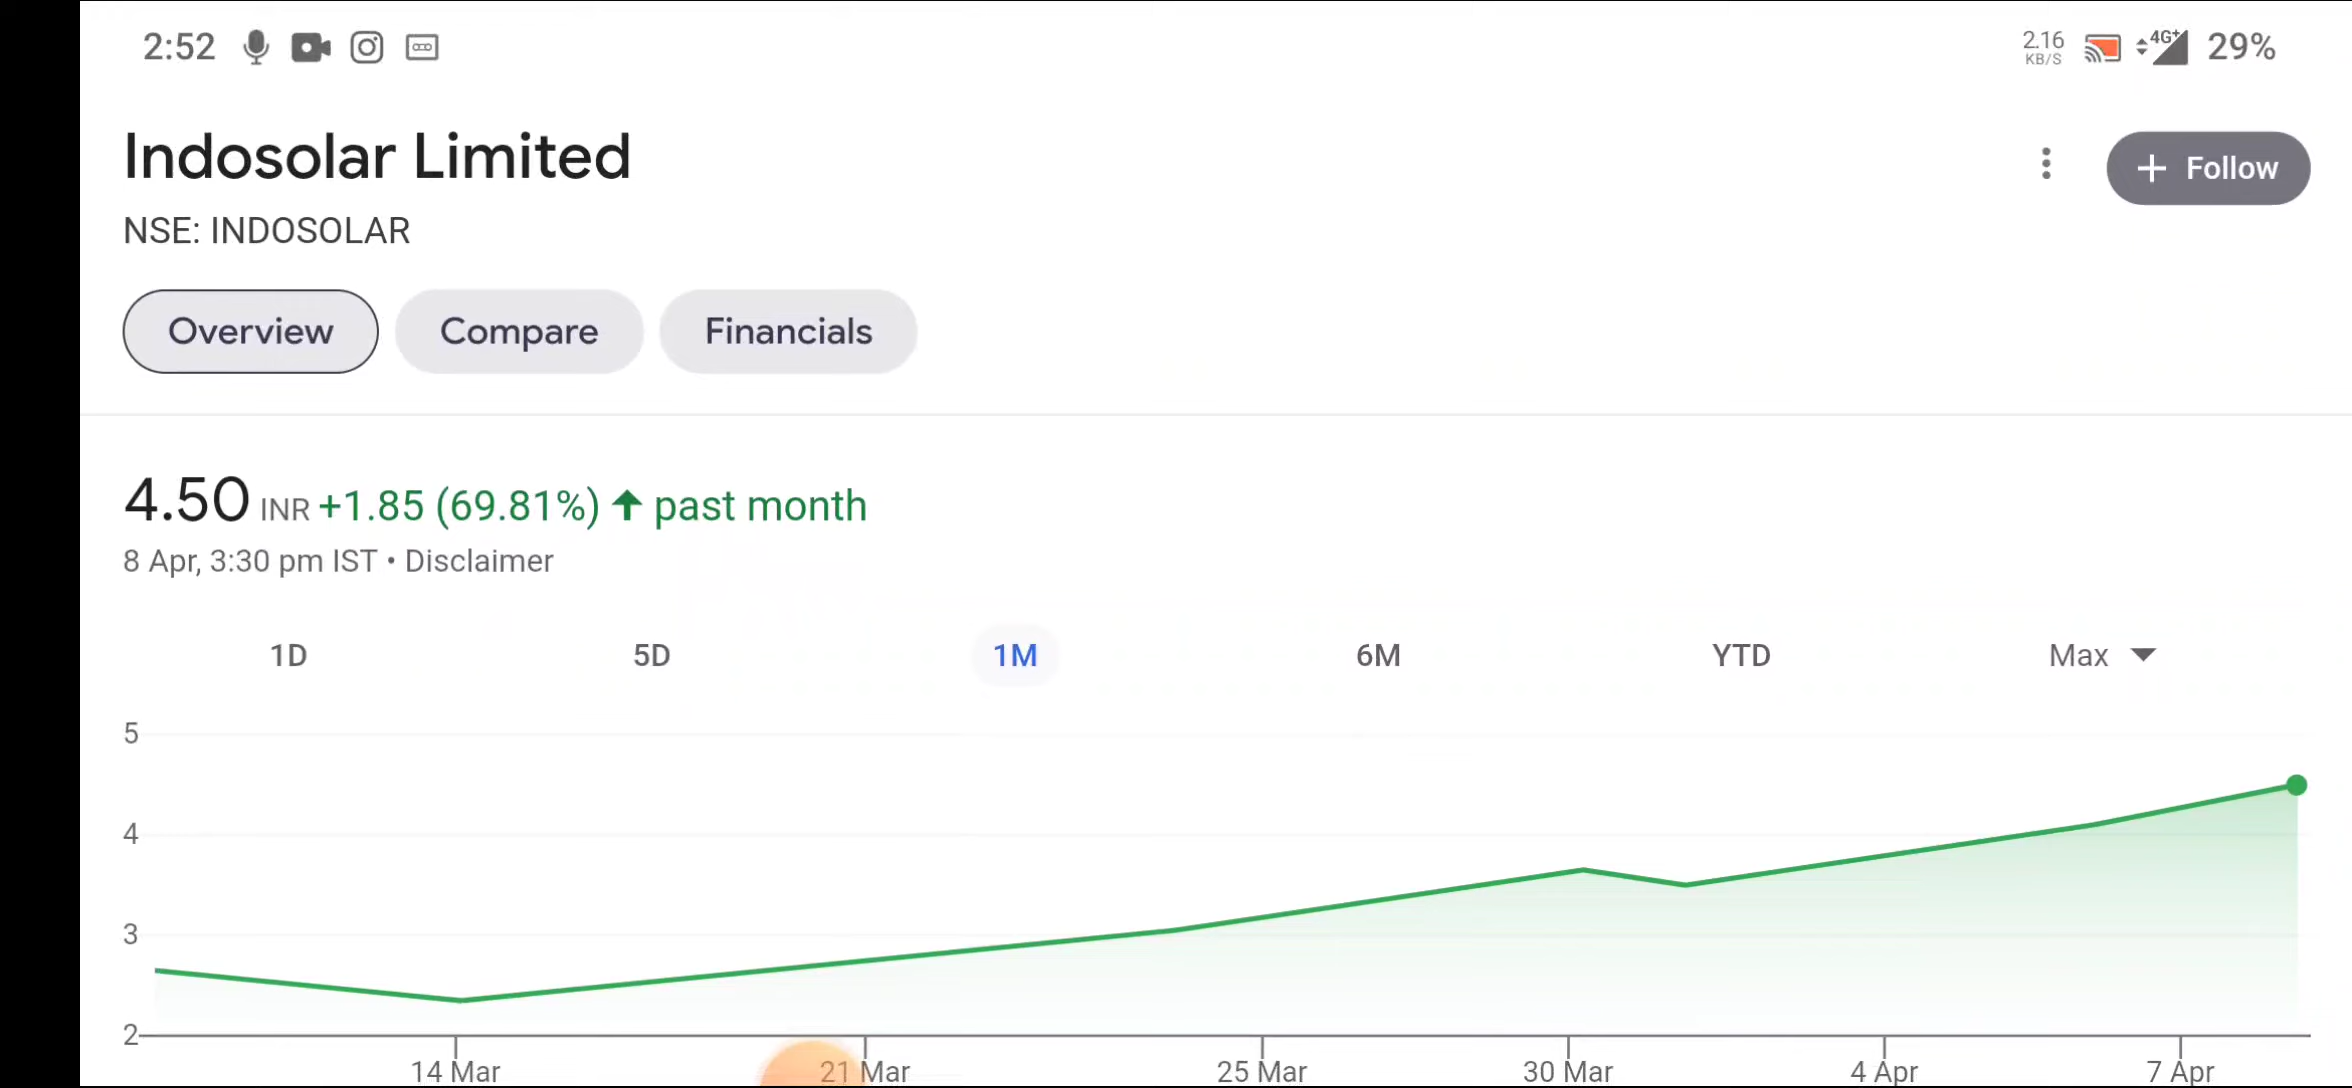 2:52
2.16 KB/S 4G+ 29%
Indosolar Limited
+ Follow
NSE: INDOSOLAR
Overview Compare Financials
4.50 INR +1.85 (69.81%) ↑ past month
8 Apr, 3:30 pm IST • Disclaimer
1D 5D 1M 6M YTD Max
5
4
3
2
14 Mar 21 Mar 25 Mar 30 Mar 4 Apr 7 Apr